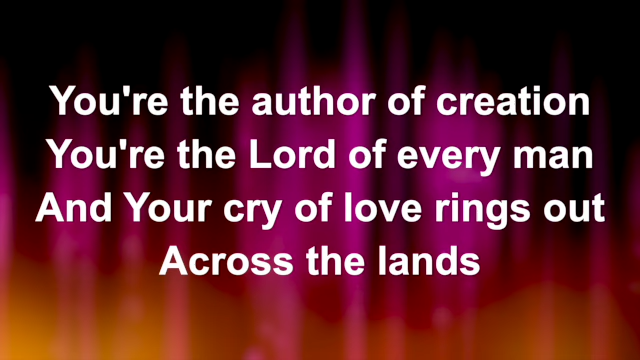 You're the author of creation
You're the Lord of every man
And Your cry of love rings out
Across the lands